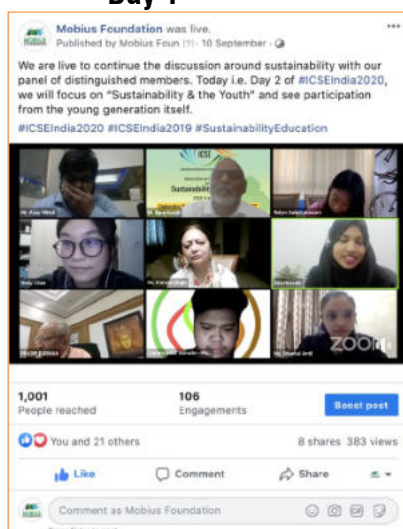 Mobius Foundation was live.
Published by Mobius Foun [?] · 10 September ·
We are live to continue the discussion around sustainability with our
panel of distinguished members. Today i.e. Day 2 of #ICSEIndia2020,
we will focus on "Sustainability & the Youth" and see participation
from the young generation itself.
#ICSEIndia2020 #ICSEIndia2019 #SustainabilityEducation
ICSE
zoom
1,001
People reached
106
Engagements
Boost post
You and 21 others
8 shares 383 views
Like
Comment
Share
Comment as Mobius Foundation
GIF